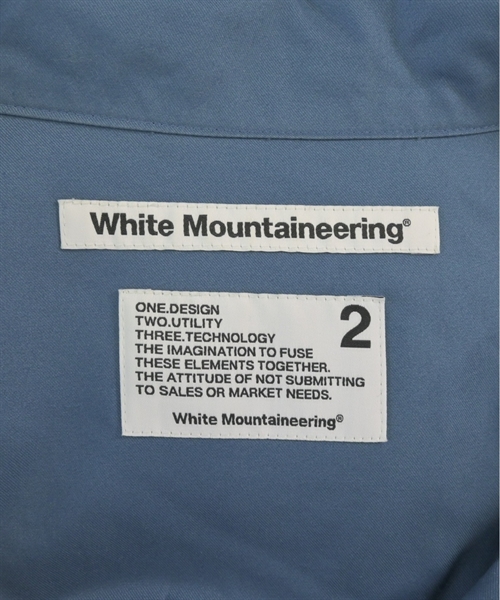 White Mountaineering®
ONE.DESIGN
TWO.UTILITY
THREE.TECHNOLOGY
THE IMAGINATION TO FUSE
THESE ELEMENTS TOGETHER.
THE ATTITUDE OF NOT SUBMITTING
TO SALES OR MARKET NEEDS.
2
White Mountaineering®